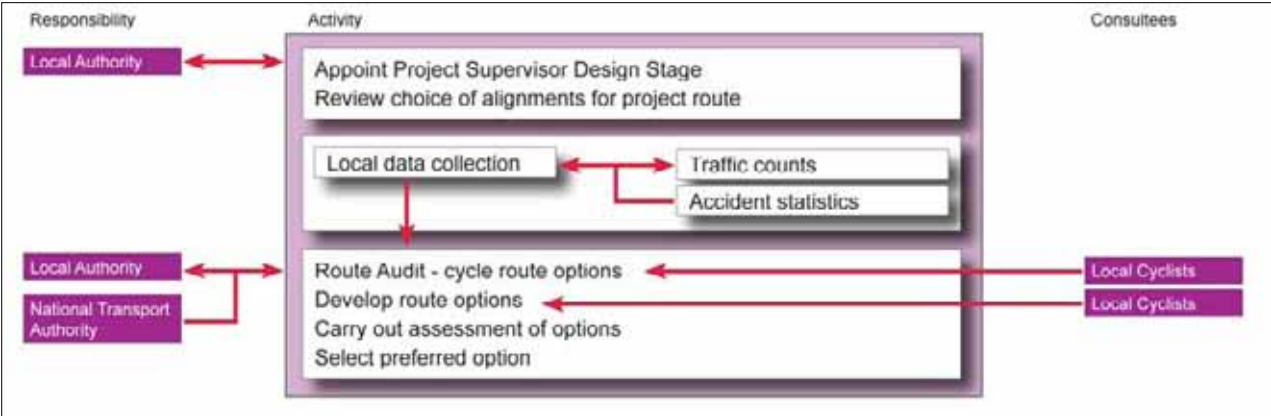 Responsibility
Activity
Consultees
Local Authority
Appoint Project Supervisor Design Stage
Review choice of alignments for project route
Local data collection
Traffic counts
Accident statistics
Local Authority
National Transport
Authority
Route Audit - cycle route options
Develop route options
Carry out assessment of options
Select preferred option
Local Cyclists
Local Cyclists